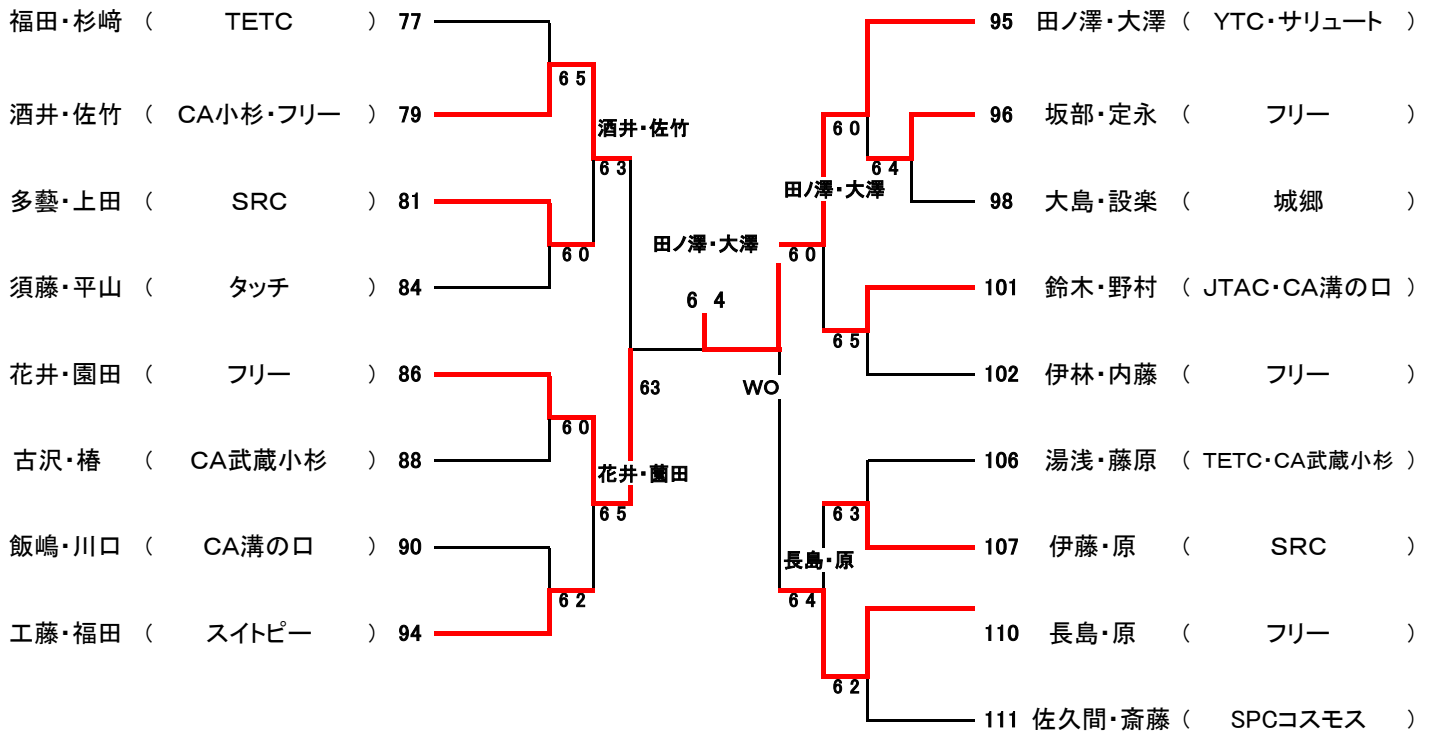 福田・杉﨑 （ TETC ） 77
酒井・佐竹 （ CA小杉・フリー ） 79
多藝・上田 （ SRC ） 81
須藤・平山 （ タッチ ） 84
花井・園田 （ フリー ） 86
古沢・椿 （ CA武蔵小杉 ） 88
飯嶋・川口 （ CA溝の口 ） 90
工藤・福田 （ スイトピー ） 94
6 5
6 0
6 0
6 2
酒井・佐竹
6 3
花井・薗田
6 5
63
田ノ澤・大澤
6 4
WO
田ノ澤・大澤
6 0
長島・原
6 4
6 0
6 4
6 5
6 3
6 2
95 田ノ澤・大澤 （ YTC・サリュート ）
96 坂部・定永 （ フリー ）
98 大島・設楽 （ 城郷 ）
101 鈴木・野村 （ JTAC・CA溝の口 ）
102 伊林・内藤 （ フリー ）
106 湯浅・藤原 （ TETC・CA武蔵小杉 ）
107 伊藤・原 （ SRC ）
110 長島・原 （ フリー ）
111 佐久間・斎藤 （ SPCコスモス ）